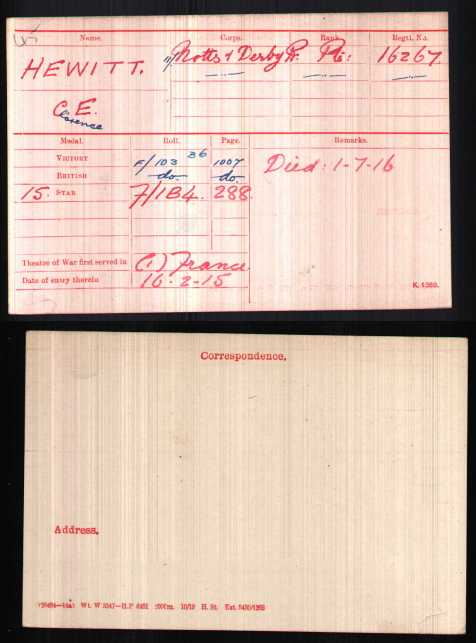 Name. Corps. Rank. Regtl. No.
HEWITT. Notts & Derby R. Pte. 16267
C. E.
Clarence
Medal. Roll. Page. Remarks.
VICTORY F/103 B6 1007 Died. 1-7-16
BRITISH do do
15. STAR F/1B4. 288.
Theatre of War first served in (1) France
Date of entry therein 16-2-15
K. 1380.
Correspondence.
Address.